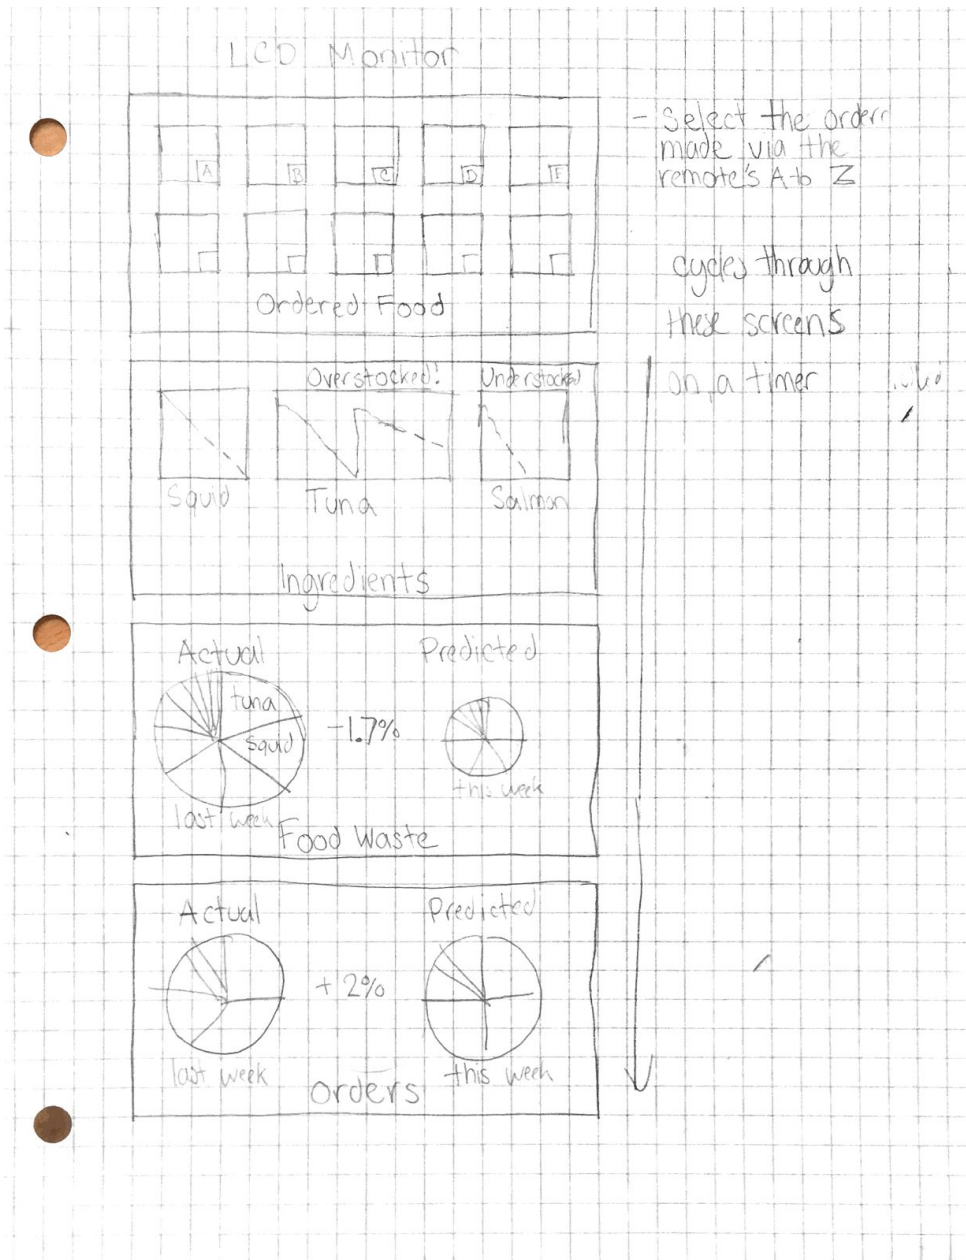 LCD Monitor
A B C D
Ordered Food
- Select the order
made via the
remote's A to Z
cycles through
these screens
on a timer
Overstocked! Understocked
Squid Tuna Salmon
Ingredients
Actual Predicted
tuna
squid
-1.7%
last week this week
Food Waste
Actual Predicted
+2%
last week this week
Orders